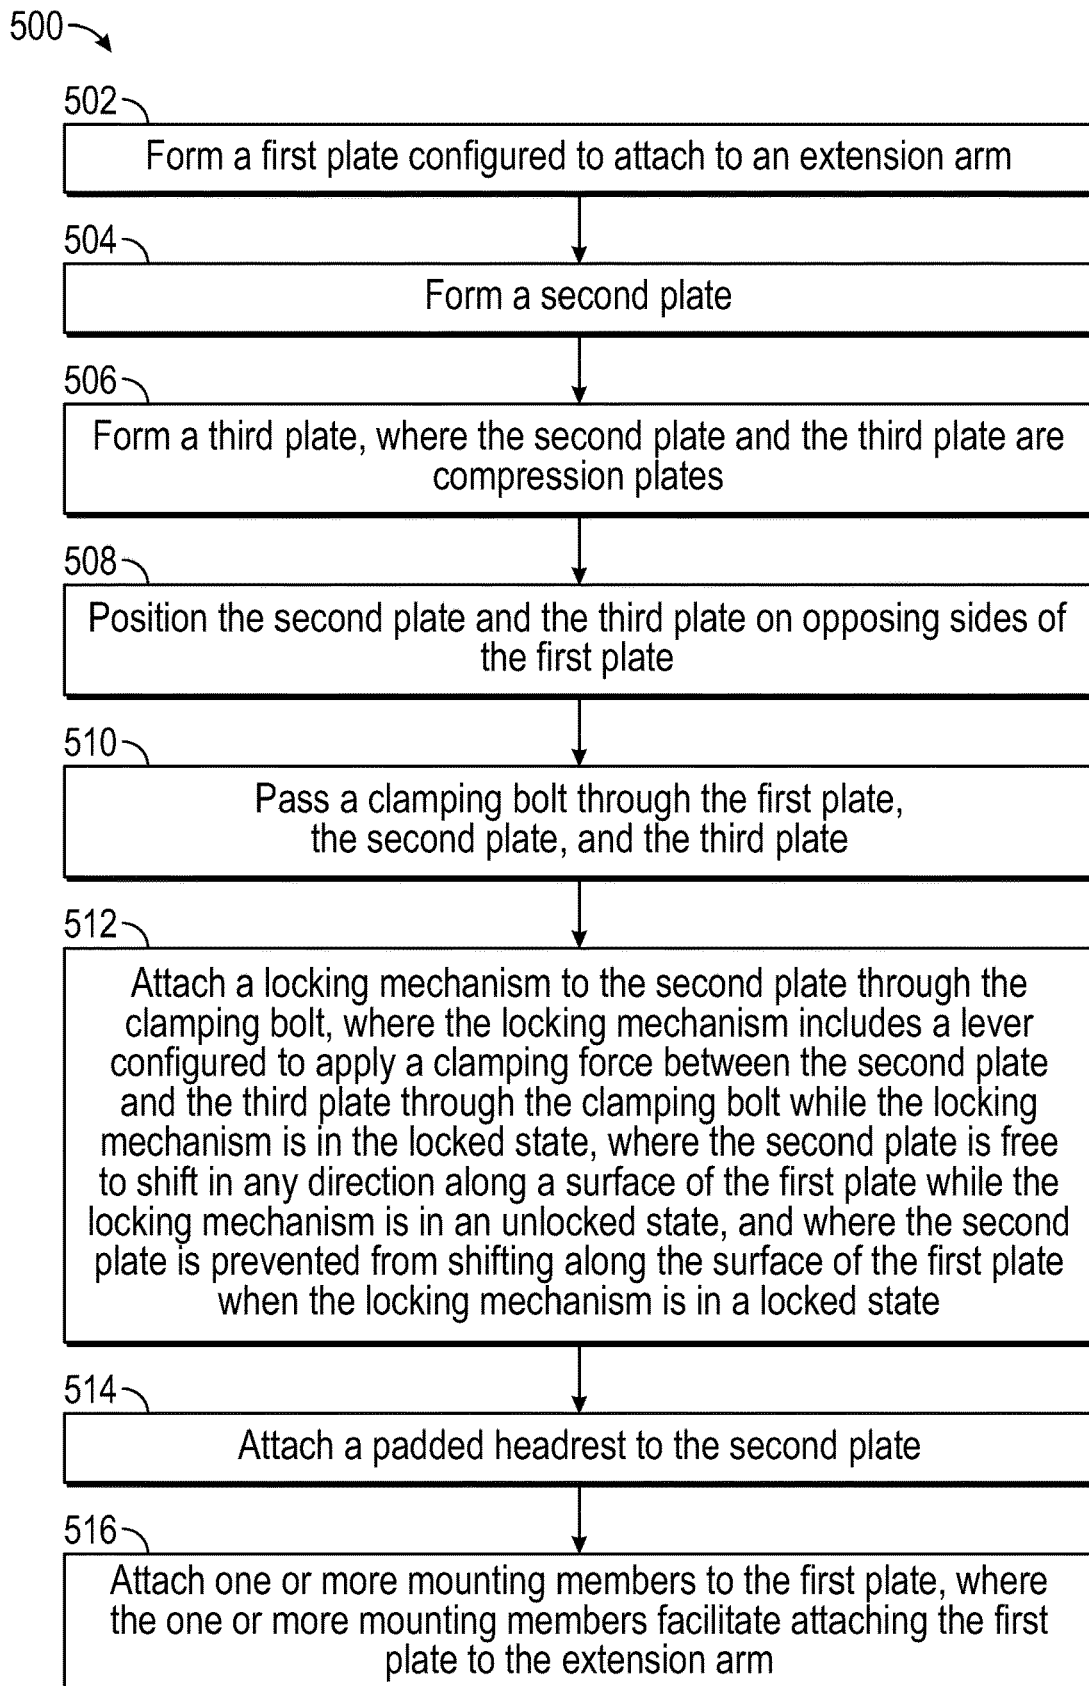 500
502
Form a first plate configured to attach to an extension arm
504
Form a second plate
506
Form a third plate, where the second plate and the third plate are
compression plates
508
Position the second plate and the third plate on opposing sides of
the first plate
510
Pass a clamping bolt through the first plate,
the second plate, and the third plate
512
Attach a locking mechanism to the second plate through the
clamping bolt, where the locking mechanism includes a lever
configured to apply a clamping force between the second plate
and the third plate through the clamping bolt while the locking
mechanism is in the locked state, where the second plate is free
to shift in any direction along a surface of the first plate while the
locking mechanism is in an unlocked state, and where the second
plate is prevented from shifting along the surface of the first plate
when the locking mechanism is in a locked state
514
Attach a padded headrest to the second plate
516
Attach one or more mounting members to the first plate, where
the one or more mounting members facilitate attaching the first
plate to the extension arm